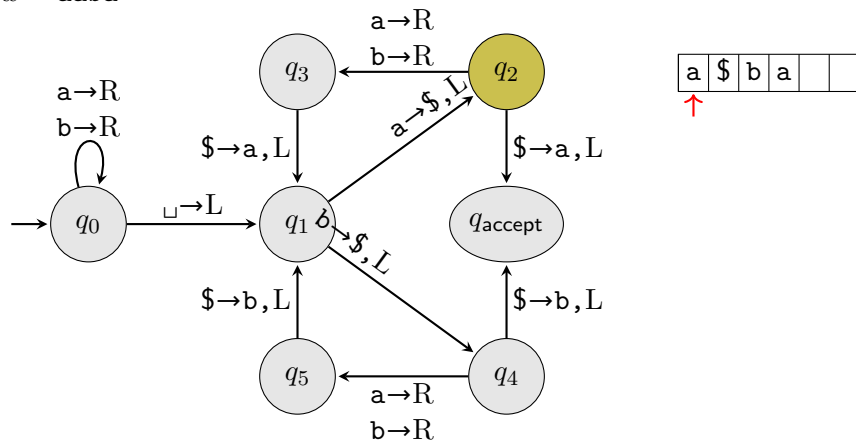 a→R
b→R
q3
q2
a $ b a
a→R
b→R
a→$,L
$→a,L
$→a,L
q0
␣→L
q1
qaccept
b→$,L
$→b,L
$→b,L
q5
q4
a→R
b→R